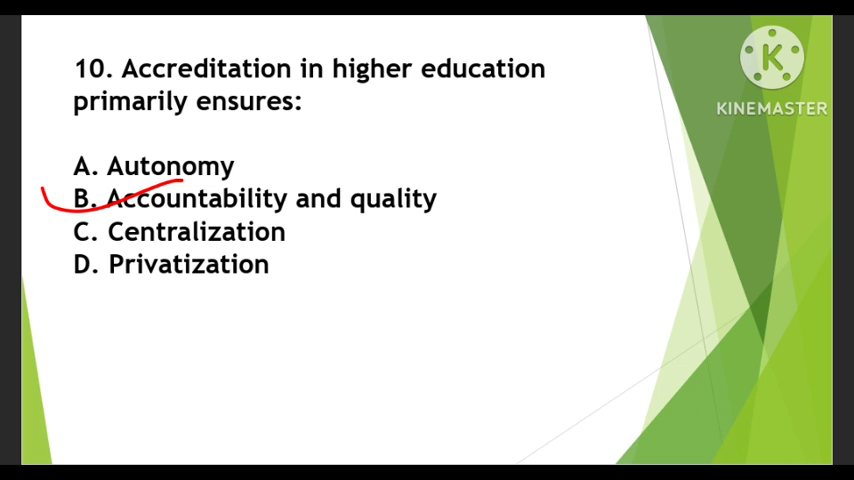 10. Accreditation in higher education
primarily ensures:
A. Autonomy
B. Accountability and quality
C. Centralization
D. Privatization
K
KINEMASTER